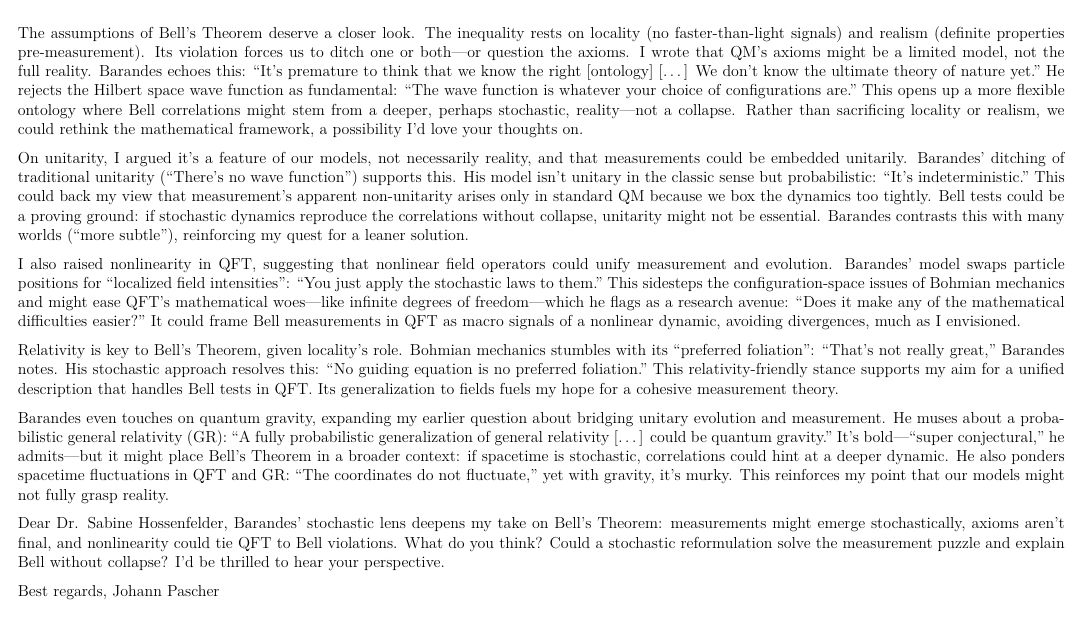 The assumptions of Bell's Theorem deserve a closer look. The inequality rests on locality (no faster-than-light signals) and realism (definite properties
pre-measurement). Its violation forces us to ditch one or both—or question the axioms. I wrote that QM's axioms might be a limited model, not the
full reality. Barandes echoes this: “It's premature to think that we know the right [ontology] [. . . ] We don't know the ultimate theory of nature yet.” He
rejects the Hilbert space wave function as fundamental: “The wave function is whatever your choice of configurations are.” This opens up a more flexible
ontology where Bell correlations might stem from a deeper, perhaps stochastic, reality—not a collapse. Rather than sacrificing locality or realism, we
could rethink the mathematical framework, a possibility I'd love your thoughts on.
On unitarity, I argued it's a feature of our models, not necessarily reality, and that measurements could be embedded unitarily. Barandes' ditching of
traditional unitarity (“There's no wave function”) supports this. His model isn't unitary in the classic sense but probabilistic: “It's indeterministic.” This
could back my view that measurement's apparent non-unitarity arises only in standard QM because we box the dynamics too tightly. Bell tests could be
a proving ground: if stochastic dynamics reproduce the correlations without collapse, unitarity might not be essential. Barandes contrasts this with many
worlds (“more subtle”), reinforcing my quest for a leaner solution.
I also raised nonlinearity in QFT, suggesting that nonlinear field operators could unify measurement and evolution. Barandes' model swaps particle
positions for “localized field intensities”: “You just apply the stochastic laws to them.” This sidesteps the configuration-space issues of Bohmian mechanics
and might ease QFT's mathematical woes—like infinite degrees of freedom—which he flags as a research avenue: “Does it make any of the mathematical
difficulties easier?” It could frame Bell measurements in QFT as macro signals of a nonlinear dynamic, avoiding divergences, much as I envisioned.
Relativity is key to Bell's Theorem, given locality's role. Bohmian mechanics stumbles with its “preferred foliation”: “That's not really great,” Barandes
notes. His stochastic approach resolves this: “No guiding equation is no preferred foliation.” This relativity-friendly stance supports my aim for a unified
description that handles Bell tests in QFT. Its generalization to fields fuels my hope for a cohesive measurement theory.
Barandes even touches on quantum gravity, expanding my earlier question about bridging unitary evolution and measurement. He muses about a proba-
bilistic general relativity (GR): “A fully probabilistic generalization of general relativity [. . . ] could be quantum gravity.” It's bold—“super conjectural,” he
admits—but it might place Bell's Theorem in a broader context: if spacetime is stochastic, correlations could hint at a deeper dynamic. He also ponders
spacetime fluctuations in QFT and GR: “The coordinates do not fluctuate,” yet with gravity, it's murky. This reinforces my point that our models might
not fully grasp reality.
Dear Dr. Sabine Hossenfelder, Barandes' stochastic lens deepens my take on Bell's Theorem: measurements might emerge stochastically, axioms aren't
final, and nonlinearity could tie QFT to Bell violations. What do you think? Could a stochastic reformulation solve the measurement puzzle and explain
Bell without collapse? I'd be thrilled to hear your perspective.
Best regards, Johann Pascher